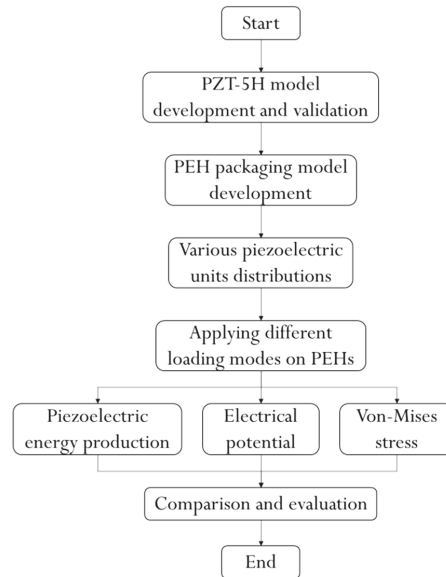 Start
PZT-5H model
development and validation
PEH packaging model
development
Various piezoelectric
units distributions
Applying different
loading modes on PEHs
Piezoelectric
energy production
Electrical
potential
Von-Mises
stress
Comparison and evaluation
End